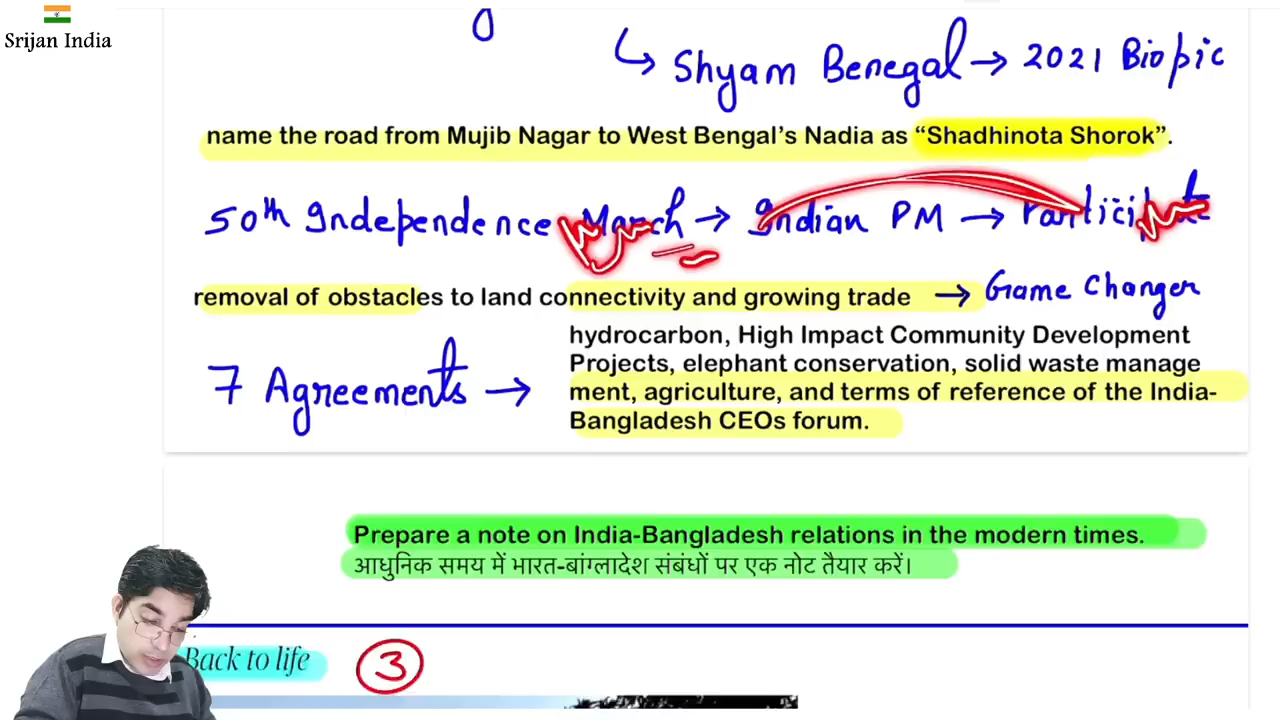 Srijan India
↳ Shyam Benegal → 2021 Biopic
name the road from Mujib Nagar to West Bengal's Nadia as “Shadhinota Shorok”.
50th Independence March → Indian PM → Participate
removal of obstacles to land connectivity and growing trade → Game Changer
7 Agreements →
hydrocarbon, High Impact Community Development
Projects, elephant conservation, solid waste manage
ment, agriculture, and terms of reference of the India-
Bangladesh CEOs forum.
Prepare a note on India-Bangladesh relations in the modern times.
आधुनिक समय में भारत-बांग्लादेश संबंधों पर एक नोट तैयार करें।
Back to life ③